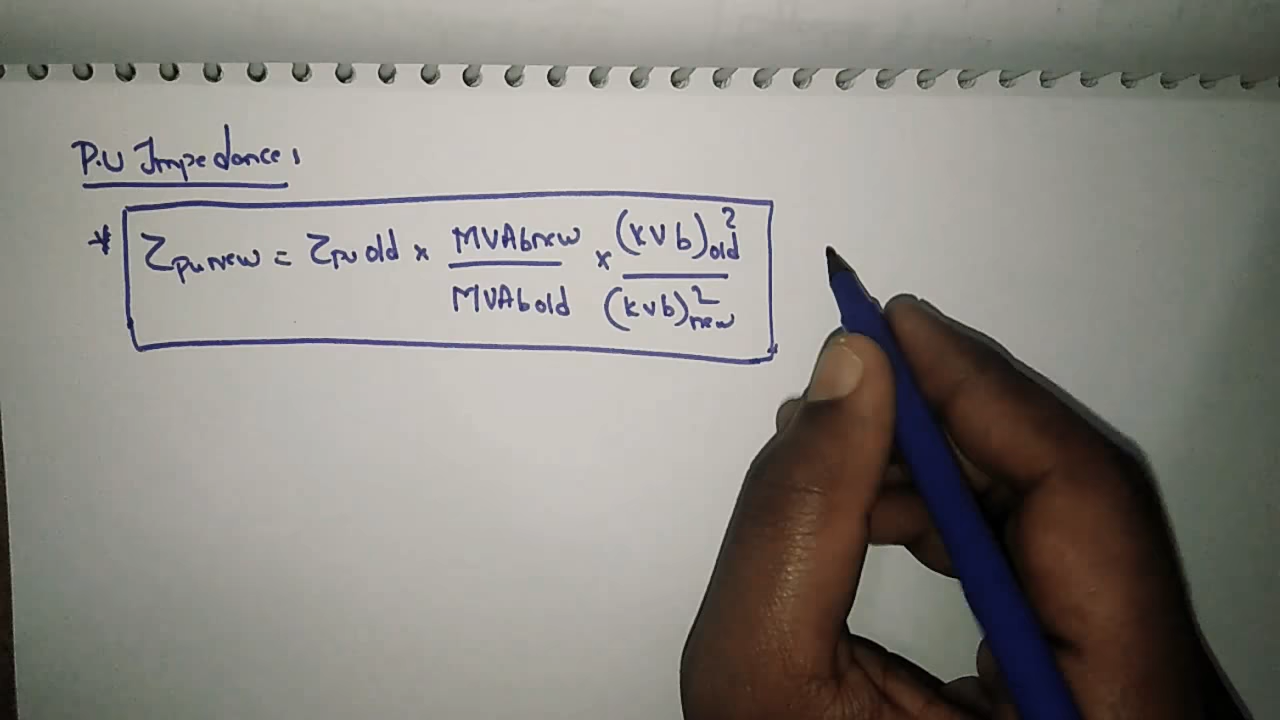 P.U Impedance:
* Zpu new = Zpu old × MVAb new / MVAb old × (KVb)²old / (KVb)²new